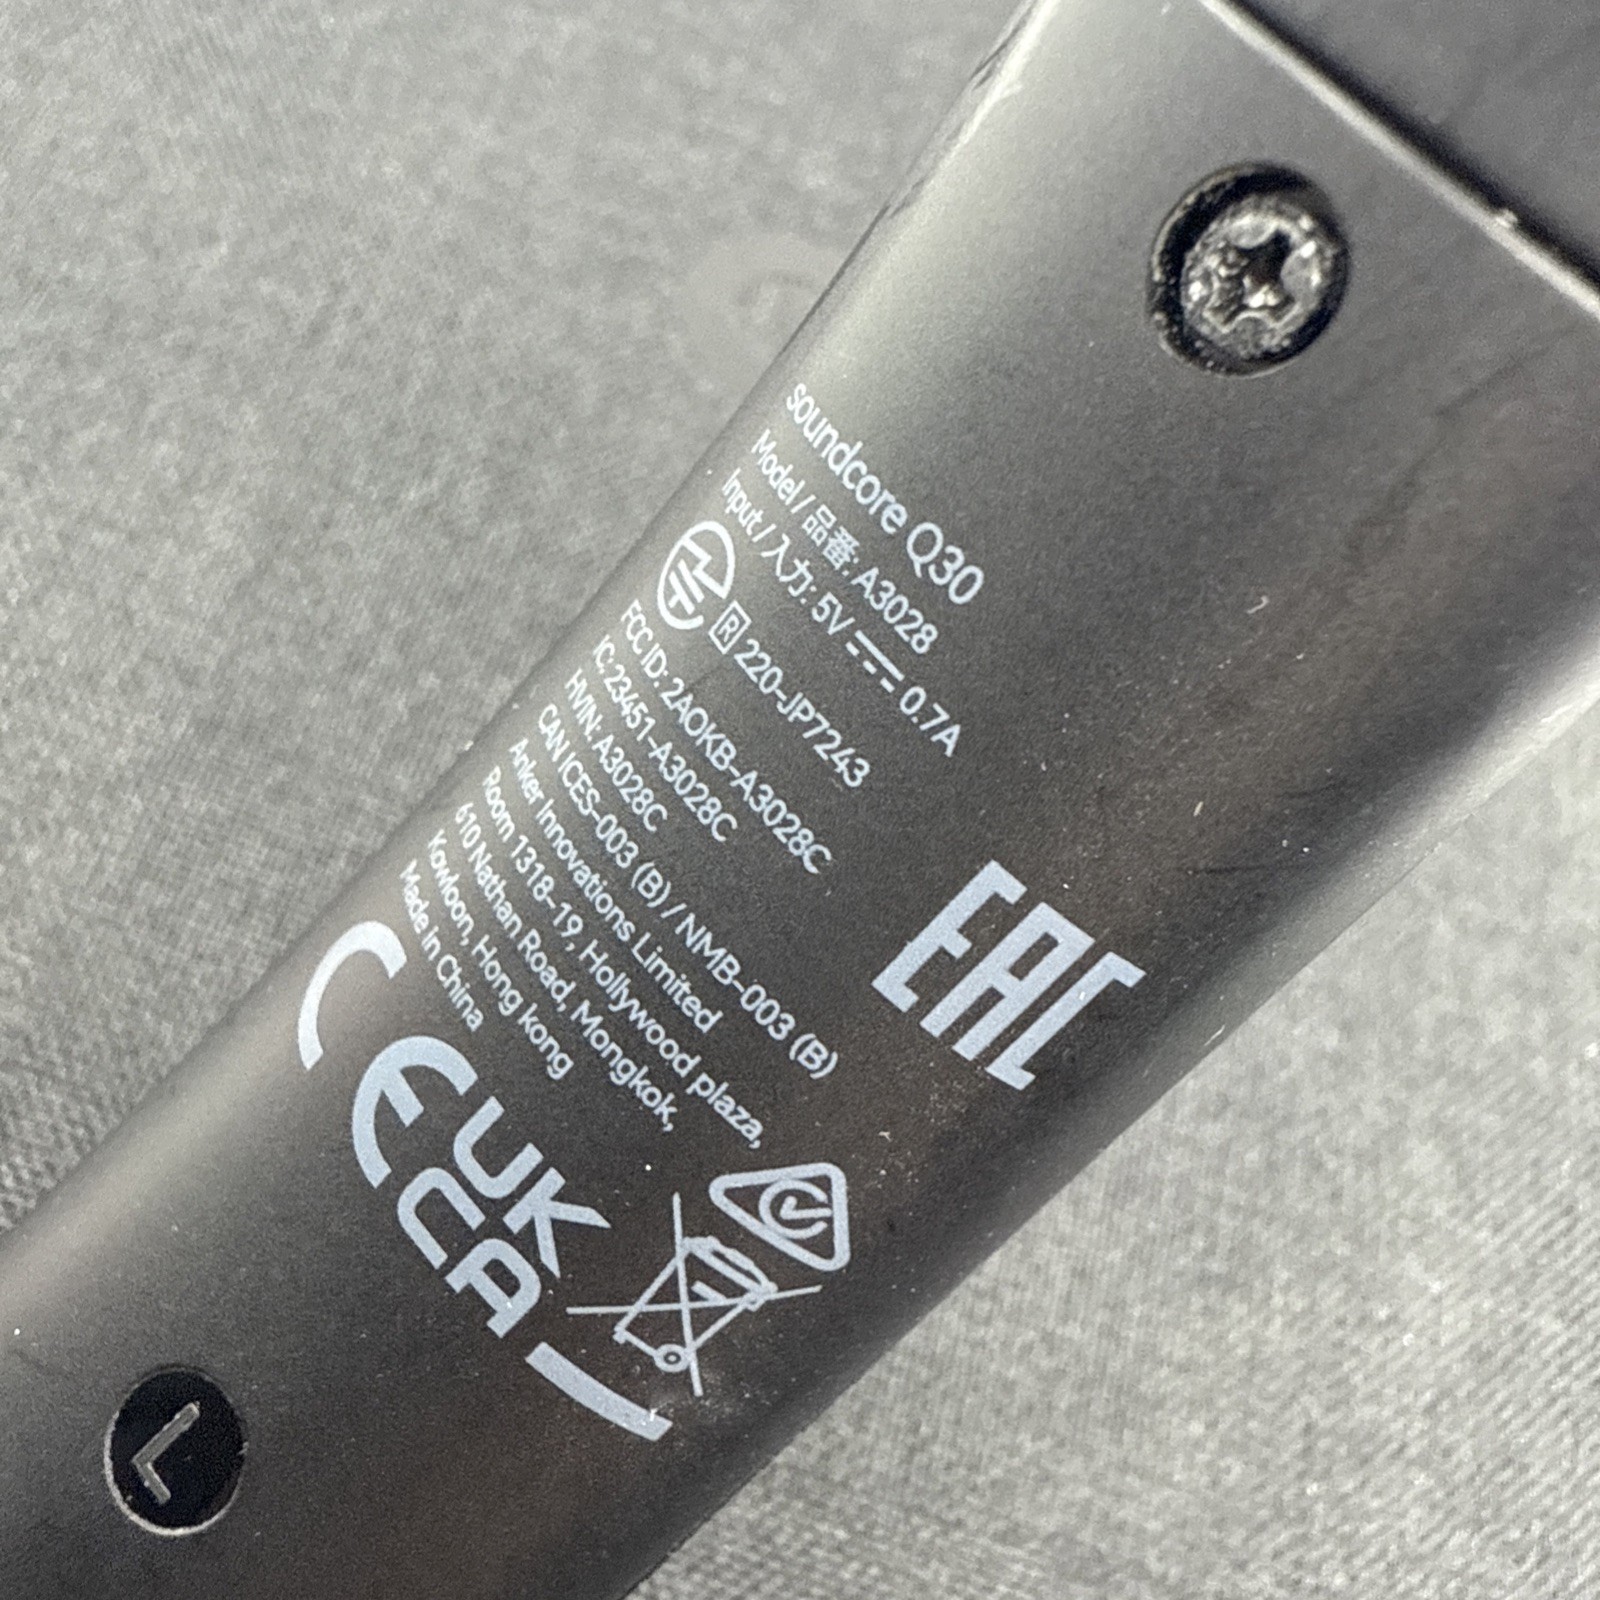 soundcore Q30
Model / 品番: A3028
Input / 入力: 5V ⎓ 0.7A
R 220-JP7243
FCC ID: 2AOKB-A3028C
IC: 23451-A3028C
HVIN: A3028C
CAN ICES-003 (B) / NMB-003 (B)
Anker Innovations Limited
Room 1318-19, Hollywood plaza,
610 Nathan Road, Mongkok,
Kowloon, Hong kong
Made in China
EAC
CE
UK
CA
L